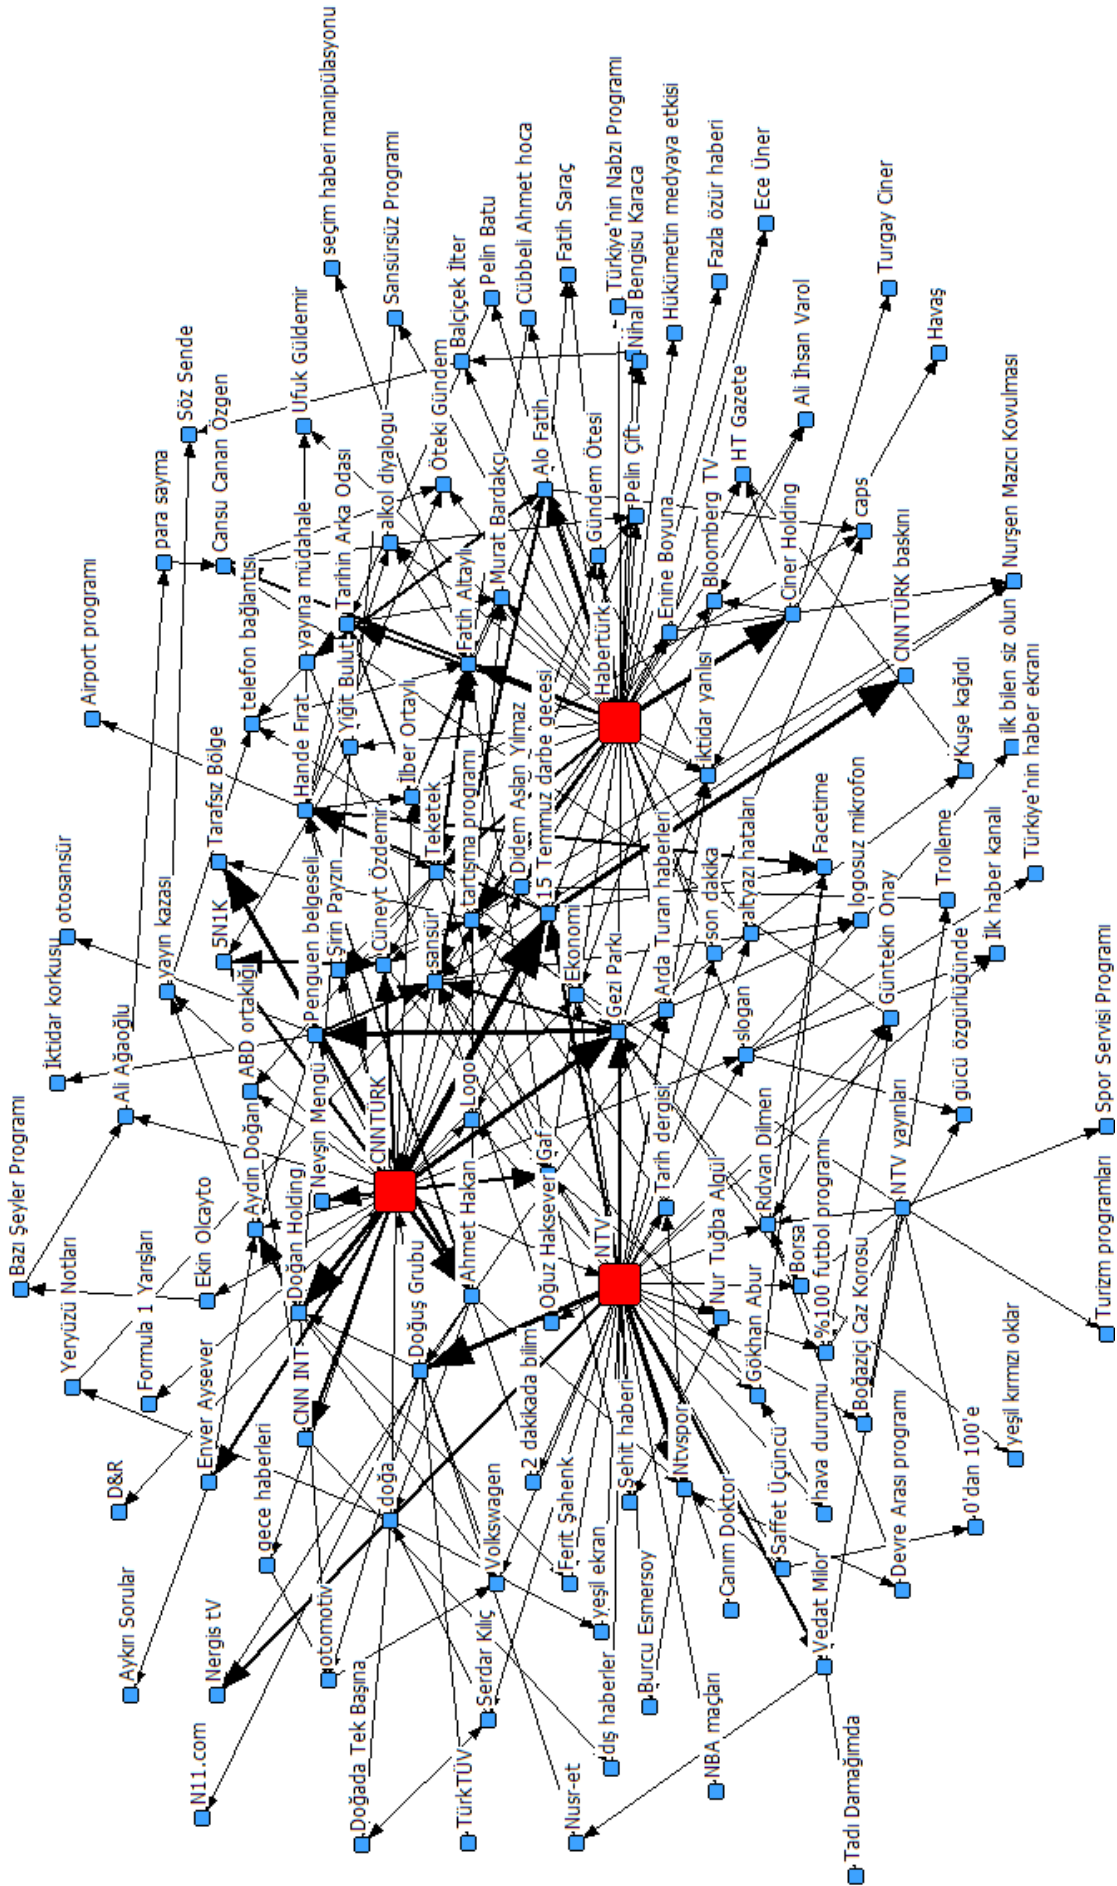 Bazı Şeyler Programı
İktidar korkusu
otosansür
Yeryüzü Notları
Airport programı
D&R
Ali Ağaoğlu
Aykırı Sorular
Formula 1 Yarışları
yayın kazası
para sayma
Söz Sende
N11.com
Nergis tV
Ekin Olcayto
Enver Aysever
Tarafsız Bölge
5N1K
Cansu Canan Özgen
ABD ortaklığı
telefon bağlantısı
Aydın Doğan
gece haberleri
Doğan Holding
Penguen belgeseli
Hande Fırat
yayına müdahale
Ufuk Güldemir
CNN INT
Nevşin Mengü
otomotiv
seçim haberi manipülasyonu
Şirin Payzın
Yiğit Bulut
Tarihin Arka Odası
Doğada Tek Başına
CNNTÜRK
Cüneyt Özdemir
alkol diyalogu
Sansürsüz Programı
doğa
Doğuş Grubu
İlber Ortaylı
sansür
Teketek
Öteki Gündem
TürkTÜV
Ahmet Hakan
Logo
tartışma programı
Fatih Altaylı
Balçiçek İlter
Serdar Kılıç
Volkswagen
Murat Bardakçı
Pelin Batu
2 dakikada bilim
Didem Aslan Yılmaz
Cübbeli Ahmet hoca
Oğuz Haksever
Gaf
15 Temmuz darbe gecesi
Alo Fatih
Nusr-et
Ferit Şahenk
Ekonomi
Fatih Saraç
yeşil ekran
Gündem Ötesi
NTV
Habertürk
dış haberler
Gezi Parkı
Türkiye'nin Nabzı Programı
Şehit haberi
Pelin Çift
Nihal Bengisu Karaca
Burcu Esmersoy
Tarih dergisi
Arda Turan haberleri
Enine Boyuna
Hükümetin medyaya etkisi
Ntvspor
iktidar yanlısı
NBA maçları
Nur Tuğba Algül
son dakika
Bloomberg TV
Fazla özür haberi
Canım Doktor
Gökhan Abur
slogan
altyazı hataları
HT Gazete
Ece Üner
Saffet Üçüncü
Rıdvan Dilmen
Borsa
Ciner Holding
Ali İhsan Varol
Vedat Milor
hava durumu
%100 futbol programı
Facetime
Tadı Damağımda
Boğaziçi Caz Korosu
logosuz mikrofon
caps
Güntekin Onay
Turgay Ciner
Devre Arası programı
NTV yayınları
CNNTÜRK baskını
Trolleme
Havaş
0'dan 100'e
gücü özgürlüğünde
Kuşe kağıdı
İlk haber kanalı
yeşil kırmızı oklar
ilk bilen siz olun
Nurşen Mazıcı Kovulması
Türkiye'nin haber ekranı
Turizm programları
Spor Servisi Programı